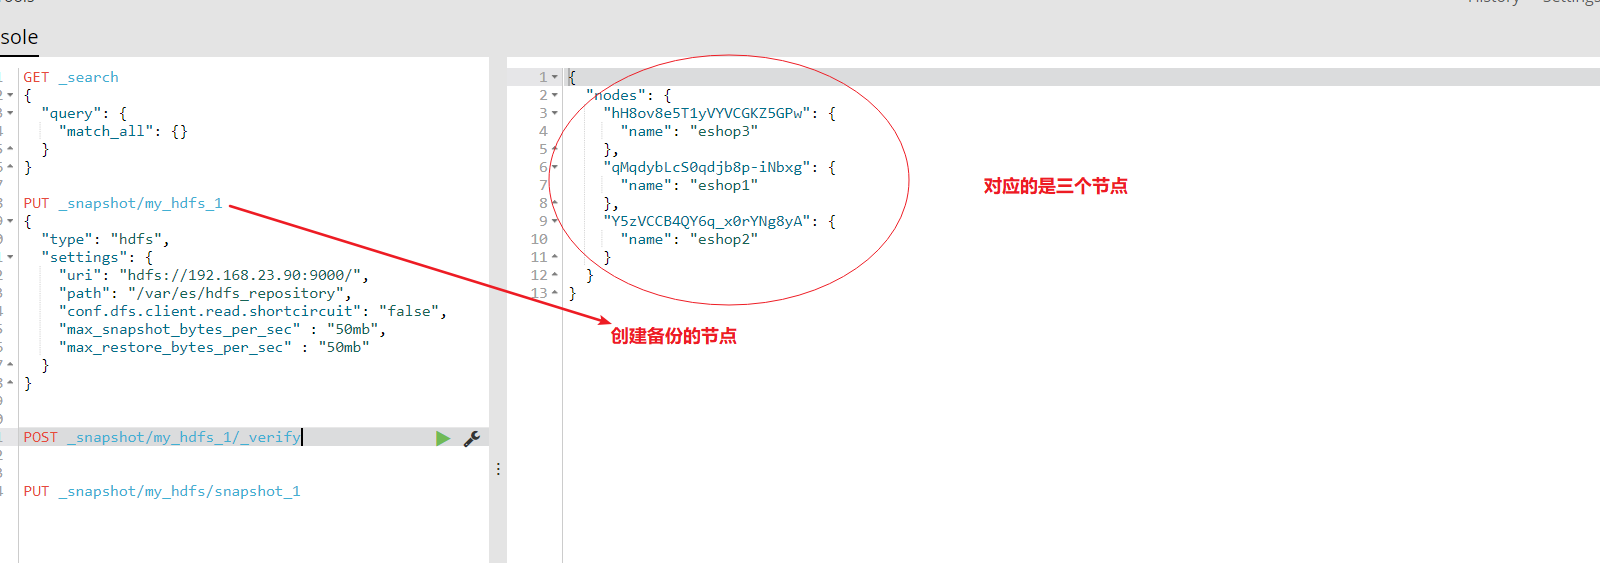 sole
GET _search
{
"query": {
"match_all": {}
}
}
PUT _snapshot/my_hdfs_1
{
"type": "hdfs",
"settings": {
"uri": "hdfs://192.168.23.90:9000/",
"path": "/var/es/hdfs_repository",
"conf.dfs.client.read.shortcircuit": "false",
"max_snapshot_bytes_per_sec" : "50mb",
"max_restore_bytes_per_sec" : "50mb"
}
}
POST _snapshot/my_hdfs_1/_verify
PUT _snapshot/my_hdfs/snapshot_1
1 {
2 "nodes": {
3 "hH8ov8e5T1yVYVCGKZ5GPw": {
4 "name": "eshop3"
5 },
6 "qMqdybLcS0qdjb8p-iNbxg": {
7 "name": "eshop1"
8 },
9 "Y5zVCCB4QY6q_x0rYNg8yA": {
10 "name": "eshop2"
11 }
12 }
13 }
对应的是三个节点
创建备份的节点